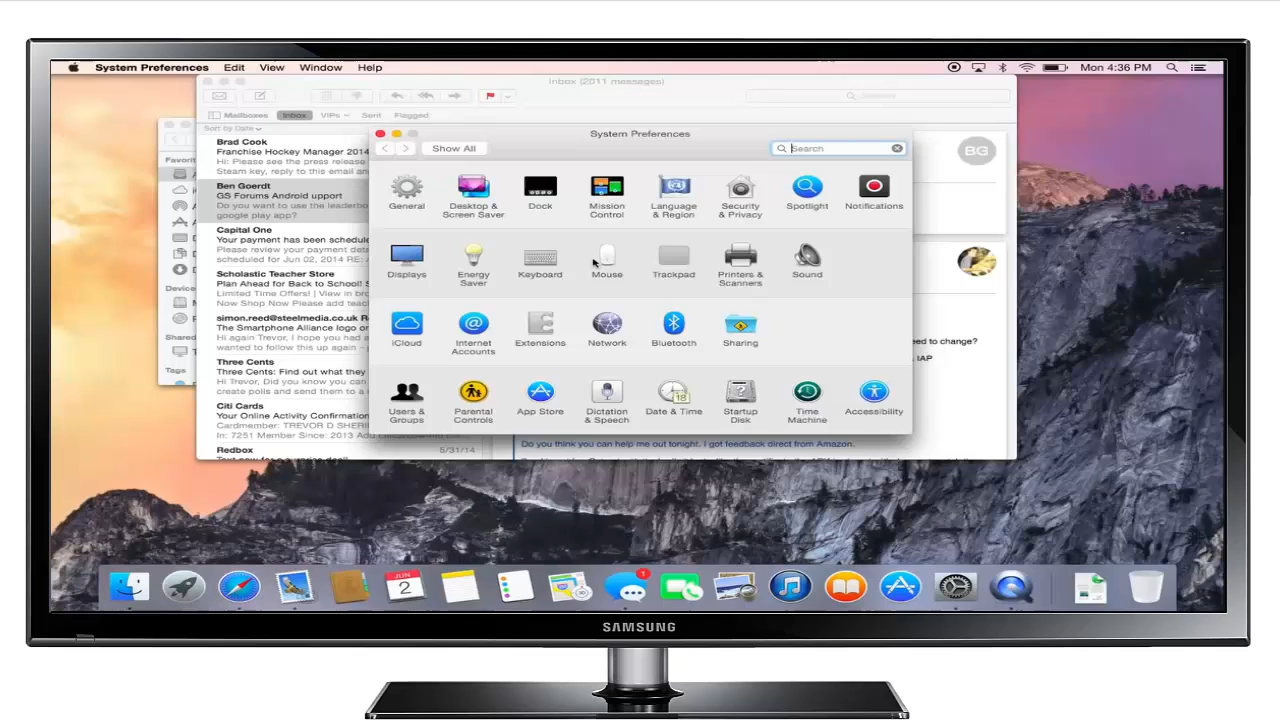 System Preferences Edit View Window Help
Mon 4:36 PM
Inbox (2011 messages)
Mailboxes Inbox VIPs Sent Flagged
Sort by Date
Brad Cook
Franchise Hockey Manager 2014
Hi: Please see the press release
Steam key, reply to this email and
Ben Goerdt
GS Forums Android upport
Do you want to use the leaderbo
google play app?
Capital One
Your payment has been schedule
Please review your payment deta
scheduled for Jun 02, 2014 RE:
Scholastic Teacher Store
Plan Ahead for Back to School! S
Limited Time Offers! | View in bro
Now Shop Now Please add teac
simon.reed@steelmedia.co.uk R
The Smartphone Alliance logo or
Hi again Trevor, I hope you had a
wanted to follow this up again - p
Three Cents
Three Cents: Find out what they
Hi Trevor, Did you know you can
create polls and send them to a l
Citi Cards
Your Online Activity Confirmation
Cardmember: TREVOR D SHERI
In: 7251 Member Since: 2013 Add
Redbox
5/31/14
Favorit
Device
Shared
Tags
System Preferences
Show All
Search
General
Desktop &
Screen Saver
Dock
Mission
Control
Language
& Region
Security
& Privacy
Spotlight
Notifications
Displays
Energy
Saver
Keyboard
Mouse
Trackpad
Printers &
Scanners
Sound
iCloud
Internet
Accounts
Extensions
Network
Bluetooth
Sharing
Users &
Groups
Parental
Controls
App Store
Dictation
& Speech
Date & Time
18
Startup
Disk
Time
Machine
Accessibility
BG
eed to change?
IAP
Do you think you can help me out tonight. I got feedback direct from Amazon.
JUN
2
1
SAMSUNG